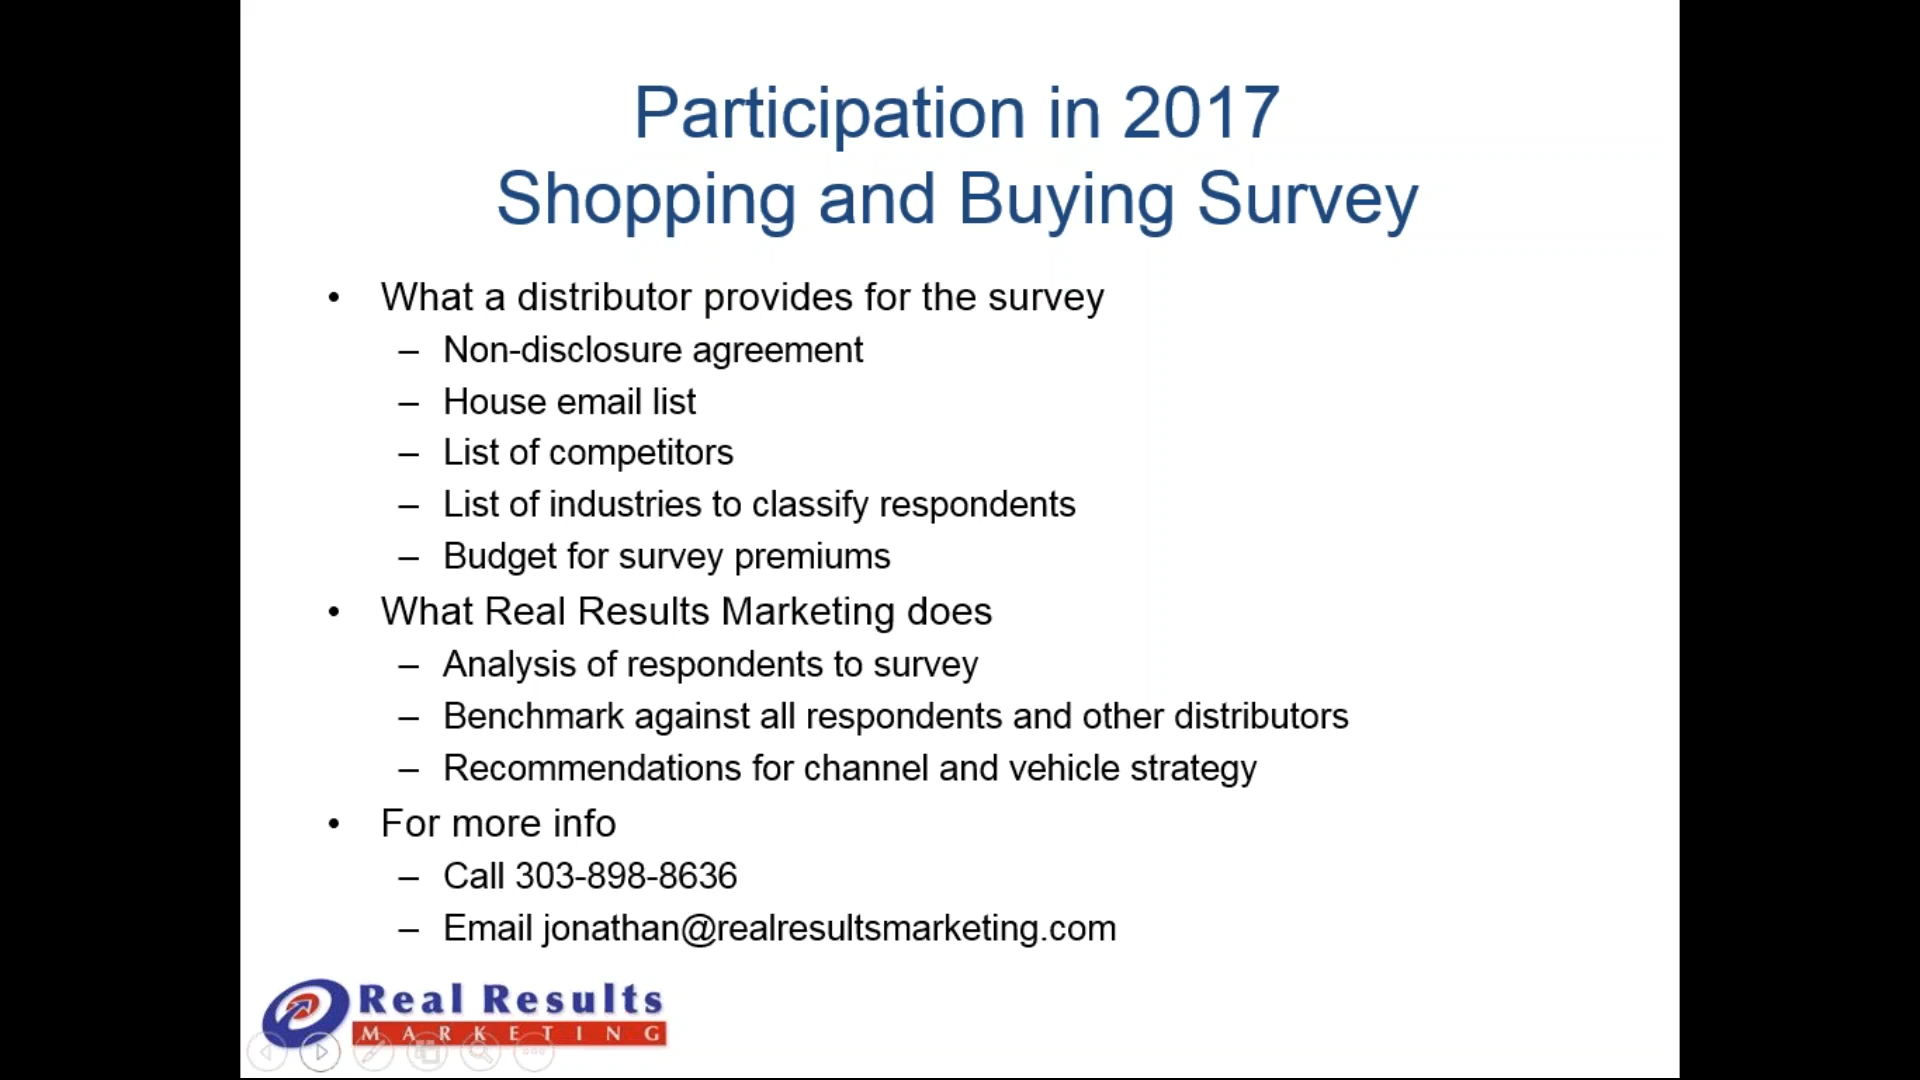 Participation in 2017
Shopping and Buying Survey
• What a distributor provides for the survey
– Non-disclosure agreement
– House email list
– List of competitors
– List of industries to classify respondents
– Budget for survey premiums
• What Real Results Marketing does
– Analysis of respondents to survey
– Benchmark against all respondents and other distributors
– Recommendations for channel and vehicle strategy
• For more info
– Call 303-898-8636
– Email jonathan@realresultsmarketing.com
Real Results
MARKETING